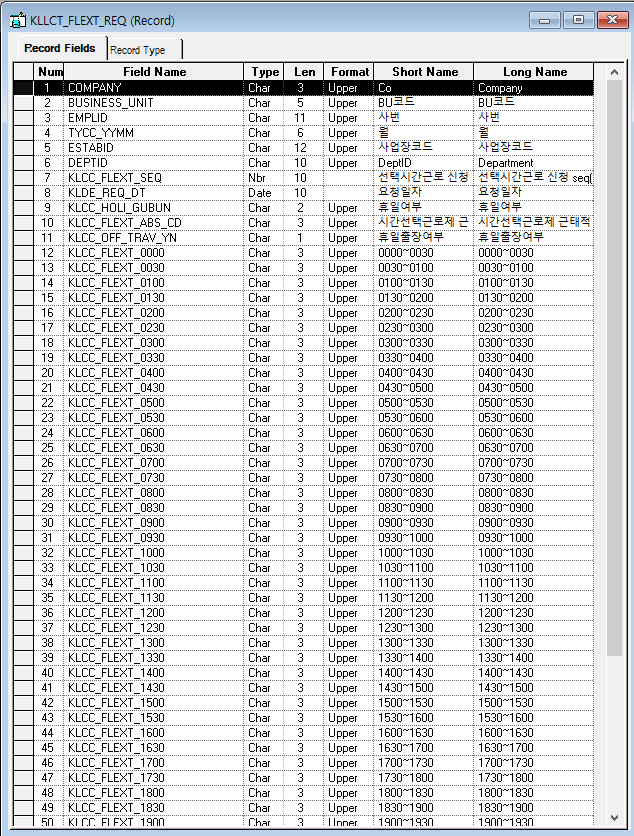 KLLCT_FLEXT_REQ (Record)
Record Fields Record Type
Num Field Name Type Len Format Short Name Long Name
1 COMPANY Char 3 Upper Co Company
2 BUSINESS_UNIT Char 5 Upper BU코드 BU코드
3 EMPLID Char 11 Upper 사번 사번
4 TYCC_YYMM Char 6 Upper 월 월
5 ESTABID Char 12 Upper 사업장코드 사업장코드
6 DEPTID Char 10 Upper DeptID Department
7 KLCC_FLEXT_SEQ Nbr 10 선택시간근로 신청 선택시간근로 신청 seq(
8 KLDE_REQ_DT Date 10 요청일자 요청일자
9 KLCC_HOLI_GUBUN Char 2 Upper 휴일여부 휴일여부
10 KLCC_FLEXT_ABS_CD Char 3 Upper 시간선택근로제 근 시간선택근로제 근태적
11 KLCC_OFF_TRAV_YN Char 1 Upper 휴일출장여부 휴일출장여부
12 KLCC_FLEXT_0000 Char 3 Upper 0000~0030 0000~0030
13 KLCC_FLEXT_0030 Char 3 Upper 0030~0100 0030~0100
14 KLCC_FLEXT_0100 Char 3 Upper 0100~0130 0100~0130
15 KLCC_FLEXT_0130 Char 3 Upper 0130~0200 0130~0200
16 KLCC_FLEXT_0200 Char 3 Upper 0200~0230 0200~0230
17 KLCC_FLEXT_0230 Char 3 Upper 0230~0300 0230~0300
18 KLCC_FLEXT_0300 Char 3 Upper 0300~0330 0300~0330
19 KLCC_FLEXT_0330 Char 3 Upper 0330~0400 0330~0400
20 KLCC_FLEXT_0400 Char 3 Upper 0400~0430 0400~0430
21 KLCC_FLEXT_0430 Char 3 Upper 0430~0500 0430~0500
22 KLCC_FLEXT_0500 Char 3 Upper 0500~0530 0500~0530
23 KLCC_FLEXT_0530 Char 3 Upper 0530~0600 0530~0600
24 KLCC_FLEXT_0600 Char 3 Upper 0600~0630 0600~0630
25 KLCC_FLEXT_0630 Char 3 Upper 0630~0700 0630~0700
26 KLCC_FLEXT_0700 Char 3 Upper 0700~0730 0700~0730
27 KLCC_FLEXT_0730 Char 3 Upper 0730~0800 0730~0800
28 KLCC_FLEXT_0800 Char 3 Upper 0800~0830 0800~0830
29 KLCC_FLEXT_0830 Char 3 Upper 0830~0900 0830~0900
30 KLCC_FLEXT_0900 Char 3 Upper 0900~0930 0900~0930
31 KLCC_FLEXT_0930 Char 3 Upper 0930~1000 0930~1000
32 KLCC_FLEXT_1000 Char 3 Upper 1000~1030 1000~1030
33 KLCC_FLEXT_1030 Char 3 Upper 1030~1100 1030~1100
34 KLCC_FLEXT_1100 Char 3 Upper 1100~1130 1100~1130
35 KLCC_FLEXT_1130 Char 3 Upper 1130~1200 1130~1200
36 KLCC_FLEXT_1200 Char 3 Upper 1200~1230 1200~1230
37 KLCC_FLEXT_1230 Char 3 Upper 1230~1300 1230~1300
38 KLCC_FLEXT_1300 Char 3 Upper 1300~1330 1300~1330
39 KLCC_FLEXT_1330 Char 3 Upper 1330~1400 1330~1400
40 KLCC_FLEXT_1400 Char 3 Upper 1400~1430 1400~1430
41 KLCC_FLEXT_1430 Char 3 Upper 1430~1500 1430~1500
42 KLCC_FLEXT_1500 Char 3 Upper 1500~1530 1500~1530
43 KLCC_FLEXT_1530 Char 3 Upper 1530~1600 1530~1600
44 KLCC_FLEXT_1600 Char 3 Upper 1600~1630 1600~1630
45 KLCC_FLEXT_1630 Char 3 Upper 1630~1700 1630~1700
46 KLCC_FLEXT_1700 Char 3 Upper 1700~1730 1700~1730
47 KLCC_FLEXT_1730 Char 3 Upper 1730~1800 1730~1800
48 KLCC_FLEXT_1800 Char 3 Upper 1800~1830 1800~1830
49 KLCC_FLEXT_1830 Char 3 Upper 1830~1900 1830~1900
50 KLCC_FLEXT_1900 Char 3 Upper 1900~1930 1900~1930